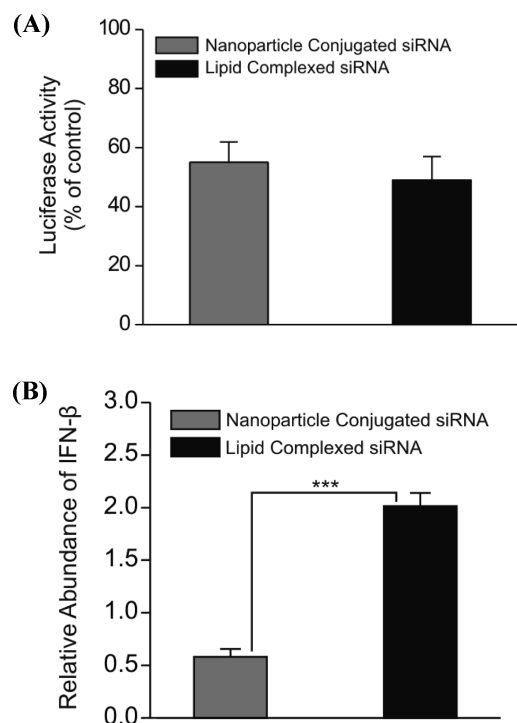 (A)
100
80
60
40
20
0
Luciferase Activity
(% of control)
Nanoparticle Conjugated siRNA
Lipid Complexed siRNA
(B)
3.0
2.5
2.0
1.5
1.0
0.5
0.0
Relative Abundance of IFN-β
Nanoparticle Conjugated siRNA
Lipid Complexed siRNA
***